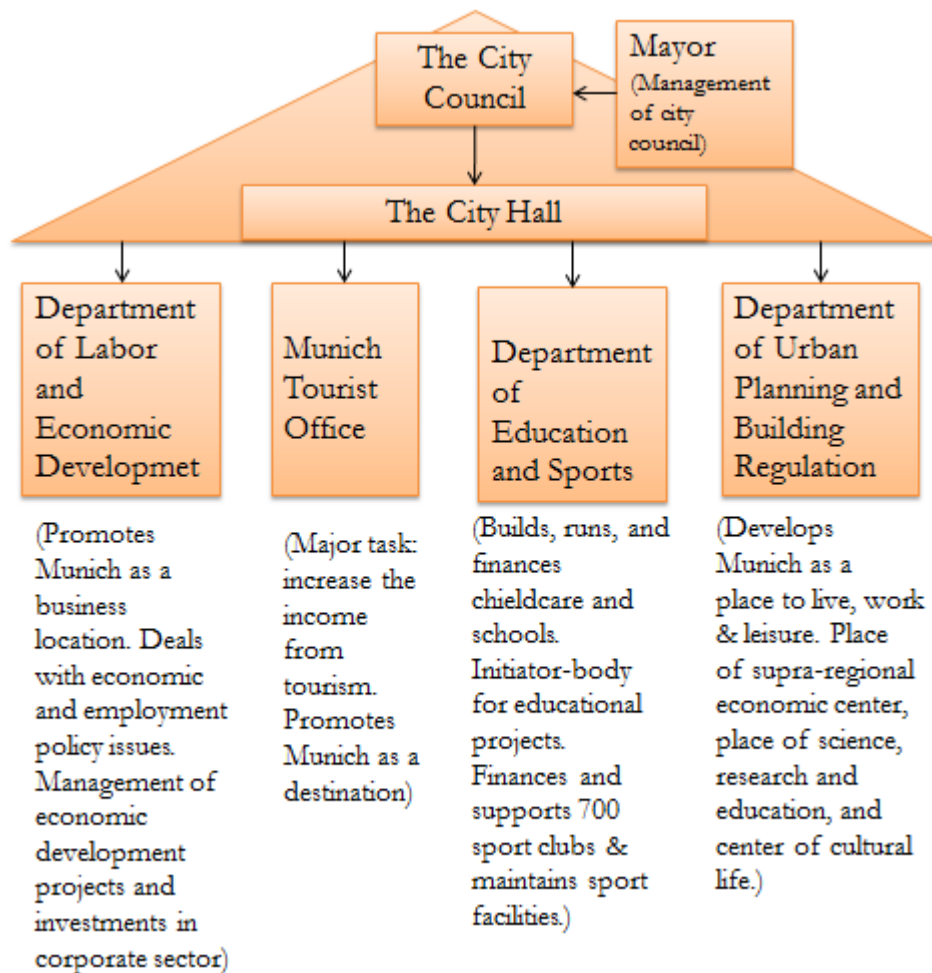 The City
Council
Mayor
(Management
of city
council)
The City Hall
Department
of Labor
and
Economic
Developmet
Munich
Tourist
Office
Department
of
Education
and Sports
Department
of Urban
Planning and
Building
Regulation
(Promotes
Munich as a
business
location. Deals
with economic
and employment
policy issues.
Management of
economic
development
projects and
investments in
corporate sector)
(Major task:
increase the
income
from
tourism.
Promotes
Munich as a
destination)
(Builds, runs, and
finances
chieldcare and
schools.
Initiator-body
for educational
projects.
Finances and
supports 700
sport clubs &
maintains sport
facilities.)
(Develops
Munich as a
place to live, work
& leisure. Place
of supra-regional
economic center,
place of science,
research and
education, and
center of cultural
life.)